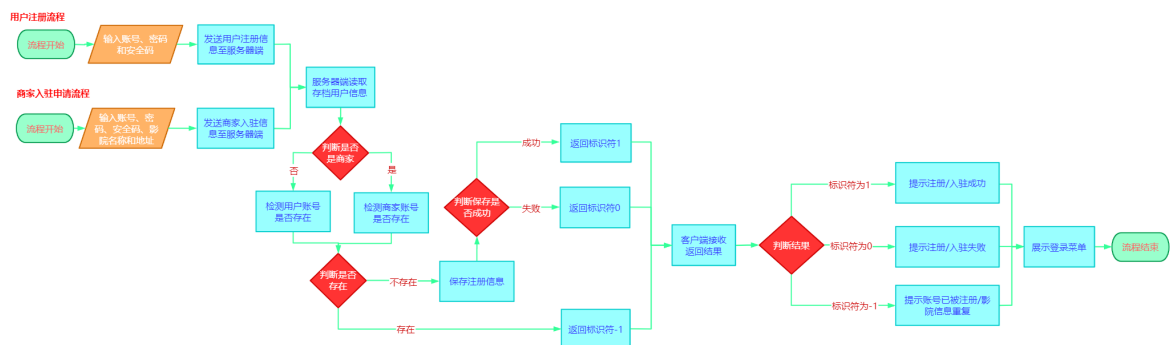 用户注册流程
流程开始
输入账号、密码
和安全码
发送用户注册信
息至服务器端
商家入驻申请流程
流程开始
输入账号、密
码、安全码、影
院名称和地址
发送商家入驻信
息至服务器端
服务器端读取
存档用户信息
判断是否
是商家
否
是
检测用户账号
是否存在
检测商家账号
是否存在
判断是否
存在
不存在
存在
保存注册信息
判断保存是
否成功
成功
失败
返回标识符1
返回标识符0
返回标识符-1
客户端接收
返回结果
判断结果
标识符为1
标识符为0
标识符为-1
提示注册/入驻成功
提示注册/入驻失败
提示账号已被注册/影
院信息重复
展示登录菜单
流程结束